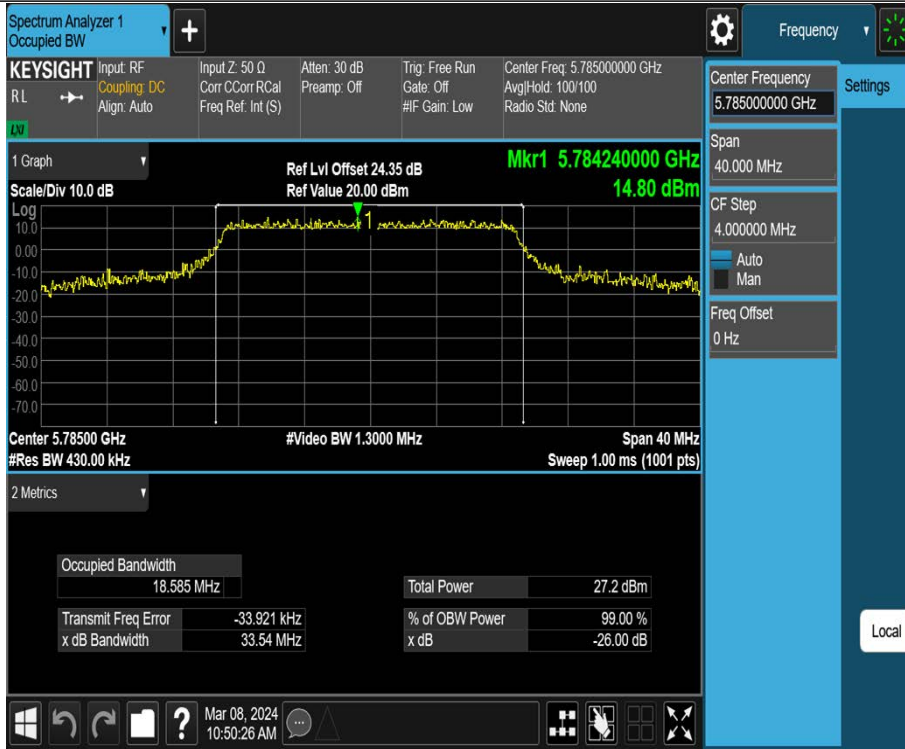 Spectrum Analyzer 1
Occupied BW
+
Frequency
KEYSIGHT
R L
LXI
Input: RF
Coupling: DC
Align: Auto
Input Z: 50 Ω
Corr CCorr RCal
Freq Ref: Int (S)
Atten: 30 dB
Preamp: Off
Trig: Free Run
Gate: Off
#IF Gain: Low
Center Freq: 5.785000000 GHz
Avg|Hold: 100/100
Radio Std: None
Center Frequency
5.785000000 GHz
Settings
Span
40.000 MHz
CF Step
4.000000 MHz
Auto
Man
Freq Offset
0 Hz
Local
1 Graph
Scale/Div 10.0 dB
Ref Lvl Offset 24.35 dB
Ref Value 20.00 dBm
Mkr1 5.784240000 GHz
14.80 dBm
Log
10.0
0.00
-10.0
-20.0
-30.0
-40.0
-50.0
-60.0
-70.0
1
Center 5.78500 GHz
#Video BW 1.3000 MHz
Span 40 MHz
#Res BW 430.00 kHz
Sweep 1.00 ms (1001 pts)
2 Metrics
Occupied Bandwidth
18.585 MHz
Total Power 27.2 dBm
Transmit Freq Error -33.921 kHz
% of OBW Power 99.00 %
x dB Bandwidth 33.54 MHz
x dB -26.00 dB
?
Mar 08, 2024
10:50:26 AM